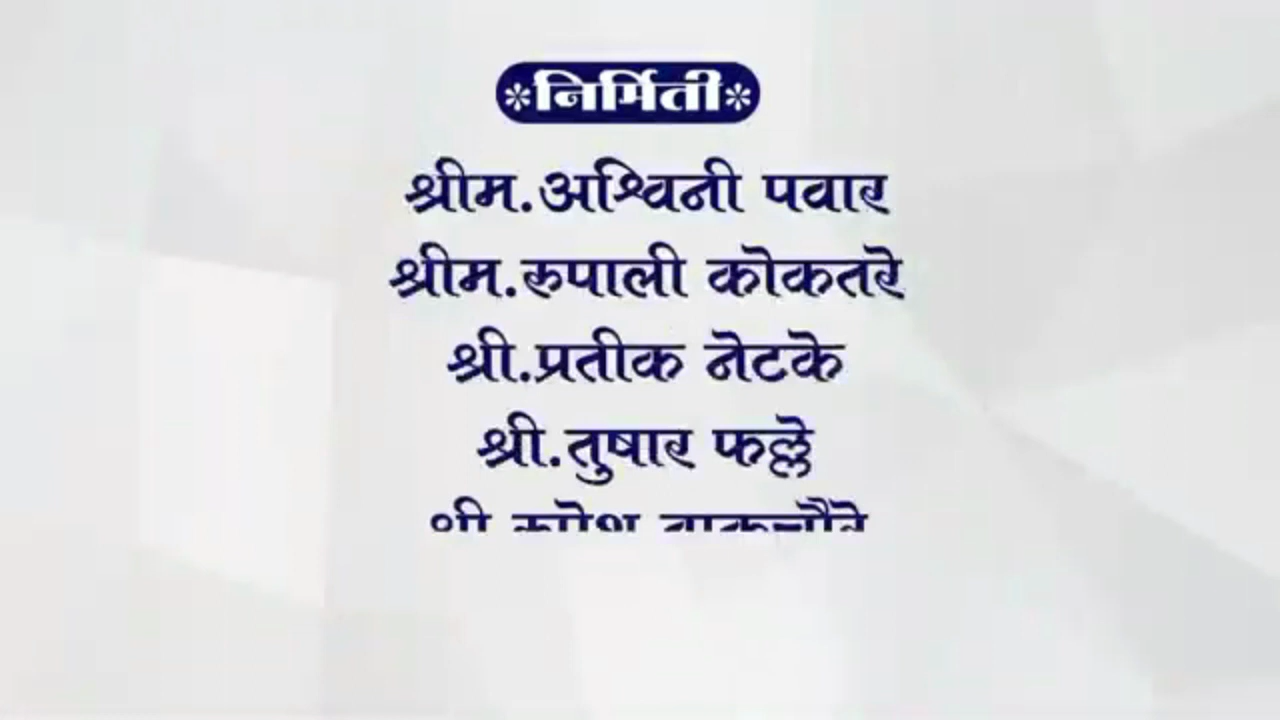 *निर्मिती*
श्रीम.अश्विनी पवार
श्रीम.रुपाली कोकतरे
श्री.प्रतीक नेटके
श्री.तुषार फल्ले
श्री